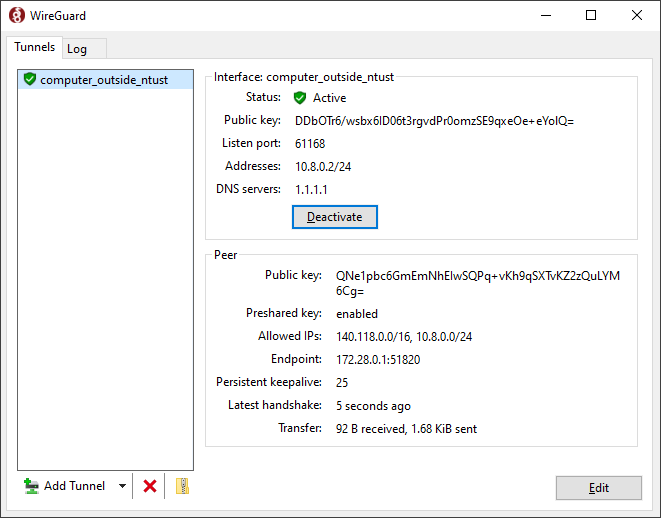 WireGuard
Tunnels
Log
computer_outside_ntust
Interface: computer_outside_ntust
Status: Active
Public key: DDbOTr6/wsbx6lD06t3rgvdPr0omzSE9qxeOe+eYolQ=
Listen port: 61168
Addresses: 10.8.0.2/24
DNS servers: 1.1.1.1
Deactivate
Peer
Public key: QNe1pbc6GmEmNhElwSQPq+vKh9qSXTvKZ2zQuLYM
6Cg=
Preshared key: enabled
Allowed IPs: 140.118.0.0/16, 10.8.0.0/24
Endpoint: 172.28.0.1:51820
Persistent keepalive: 25
Latest handshake: 5 seconds ago
Transfer: 92 B received, 1.68 KiB sent
Add Tunnel
Edit